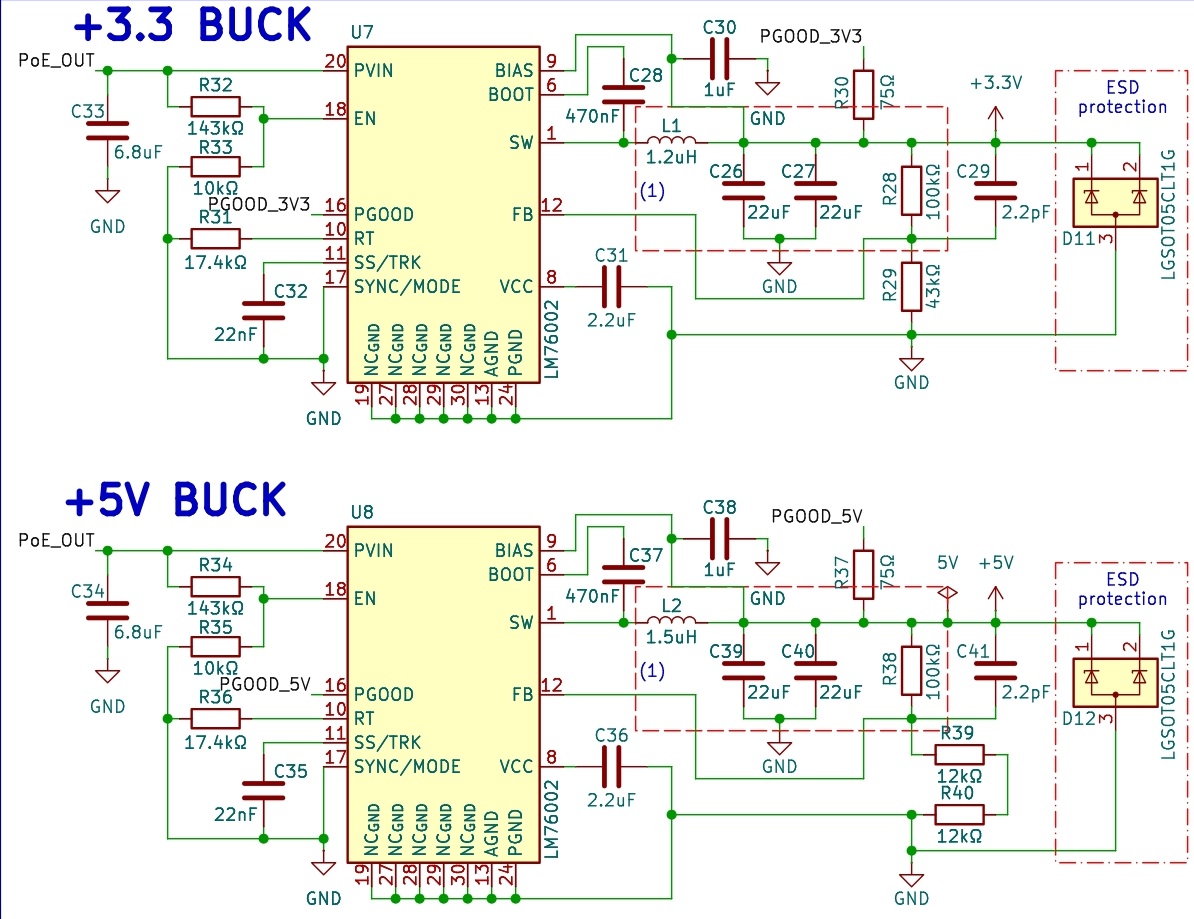 +3.3 BUCK
PoE_OUT
C33
6.8uF
GND
R32
143kΩ
R33
10kΩ
PGOOD_3V3
R31
17.4kΩ
C32
22nF
GND
U7
20 PVIN
18 EN
16 PGOOD
10 RT
11 SS/TRK
17 SYNC/MODE
BIAS 9
BOOT 6
SW 1
FB 12
VCC 8
NCGND NCGND NCGND NCGND NCGND AGND PGND
19 27 28 29 30 13 24
LM76002
C28
470nF
C30
1uF
GND
L1
1.2uH
(1)
C26
22uF
C27
22uF
GND
C31
2.2uF
PGOOD_3V3
R30
75Ω
R28
100kΩ
R29
43kΩ
GND
+3.3V
C29
2.2pF
ESD
protection
1
2
3
D11
LGSOT05CLT1G
+5V BUCK
PoE_OUT
C34
6.8uF
GND
R34
143kΩ
R35
10kΩ
PGOOD_5V
R36
17.4kΩ
C35
22nF
GND
U8
20 PVIN
18 EN
16 PGOOD
10 RT
11 SS/TRK
17 SYNC/MODE
BIAS 9
BOOT 6
SW 1
FB 12
VCC 8
NCGND NCGND NCGND NCGND NCGND AGND PGND
19 27 28 29 30 13 24
LM76002
C37
470nF
C38
1uF
GND
L2
1.5uH
(1)
C39
22uF
C40
22uF
GND
C36
2.2uF
PGOOD_5V
R37
75Ω
R38
100kΩ
5V
+5V
C41
2.2pF
R39
12kΩ
R40
12kΩ
GND
ESD
protection
1
2
3
D12
LGSOT05CLT1G